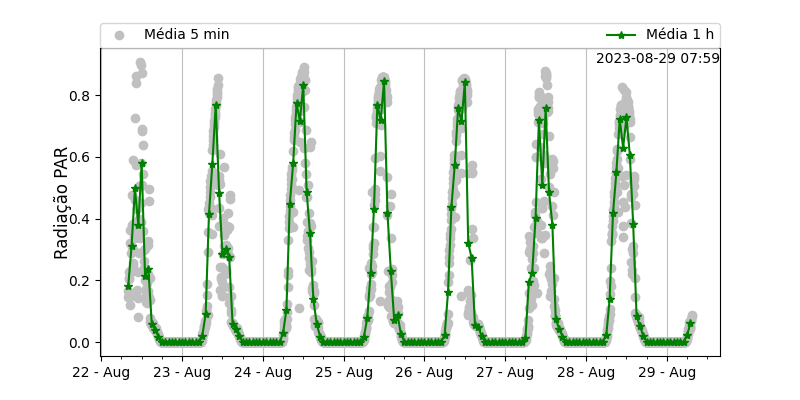 Média 5 min
Média 1 h
2023-08-29 07:59
Radiação PAR
0.8
0.6
0.4
0.2
0.0
22 - Aug
23 - Aug
24 - Aug
25 - Aug
26 - Aug
27 - Aug
28 - Aug
29 - Aug